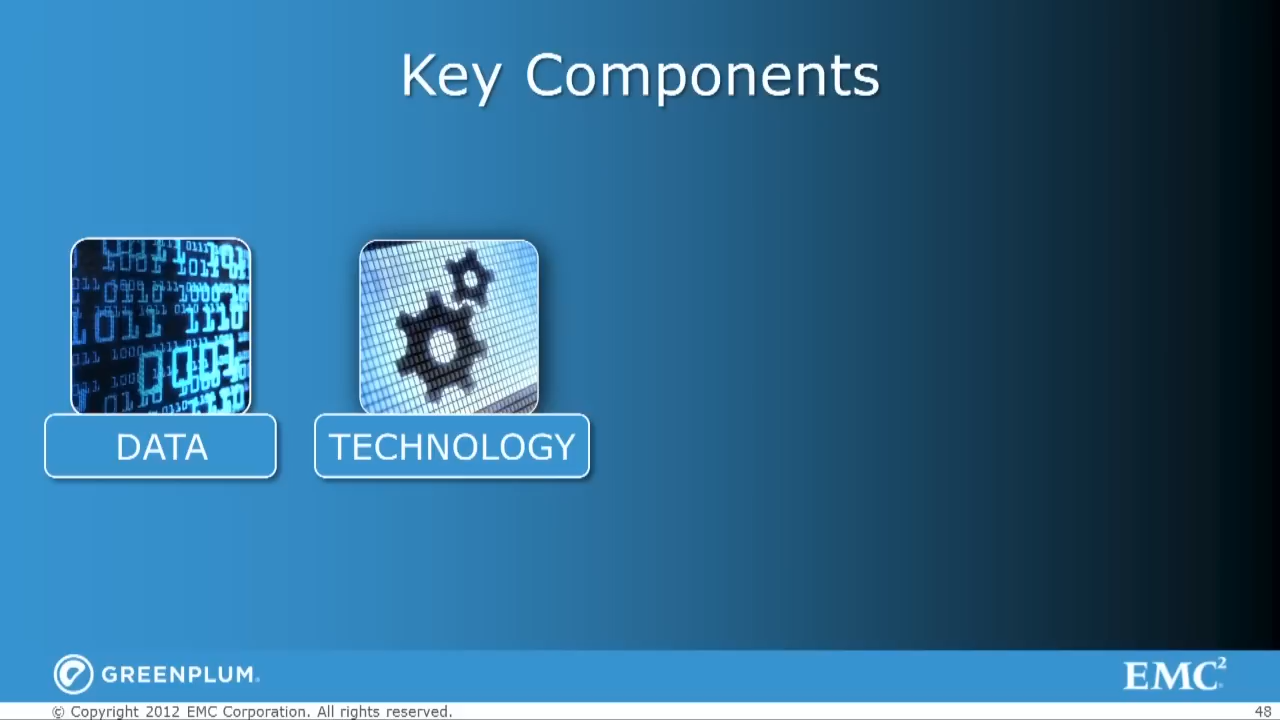 Key Components
DATA
TECHNOLOGY
GREENPLUM
EMC²
© Copyright 2012 EMC Corporation. All rights reserved.
48